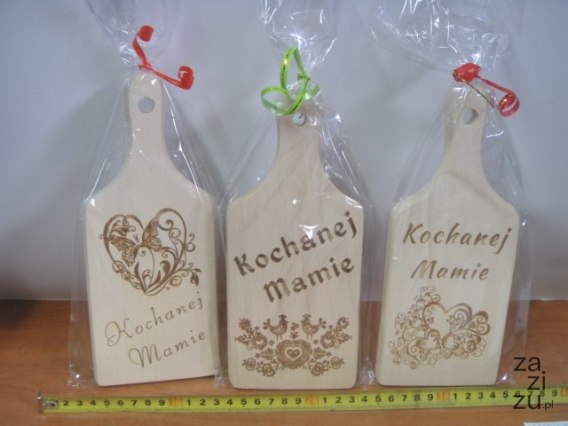 Kochanej
Mamie
Kochanej
Mamie
Kochanej
Mamie
za
zi
zu.pl